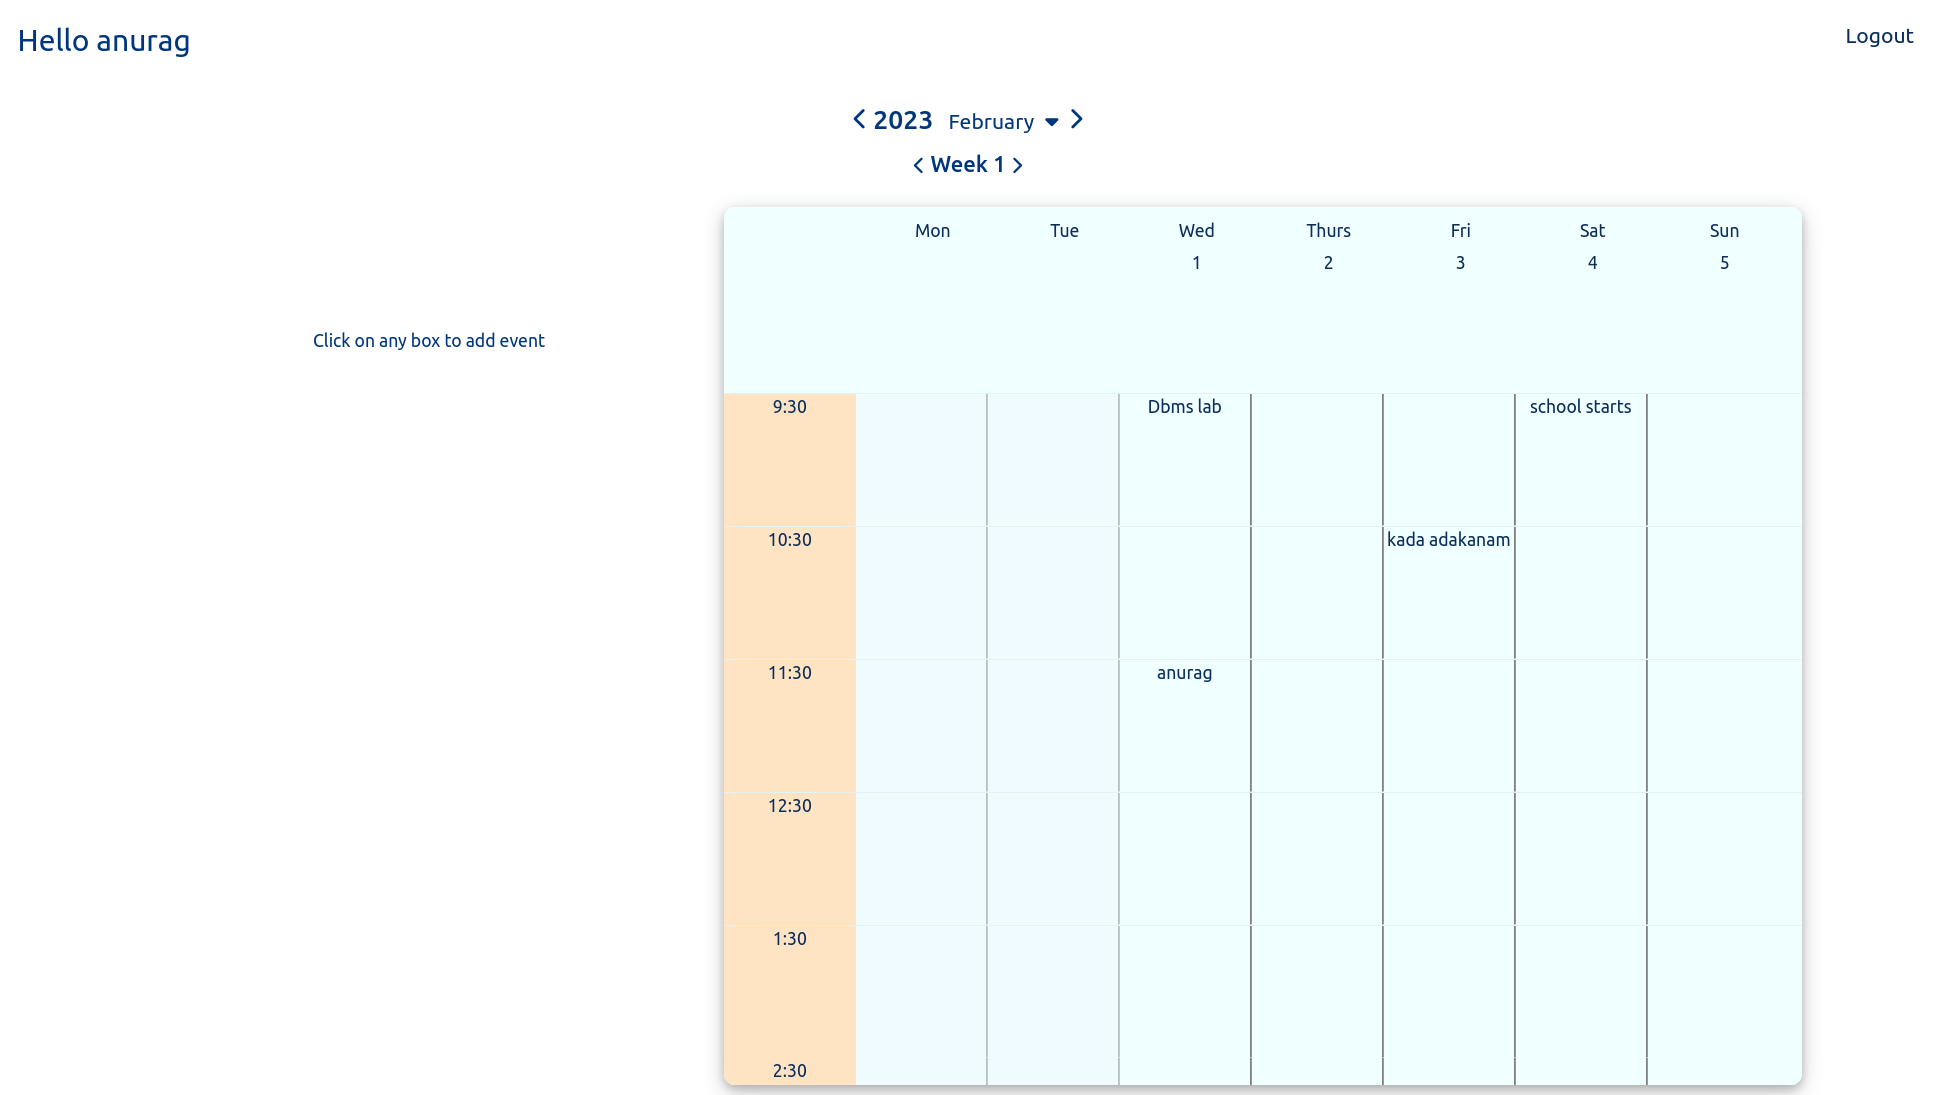 Hello anurag
Logout
2023 February
Week 1
Mon Tue Wed Thurs Fri Sat Sun
1 2 3 4 5
Click on any box to add event
9:30 Dbms lab school starts
10:30 kada adakanam
11:30 anurag
12:30
1:30
2:30